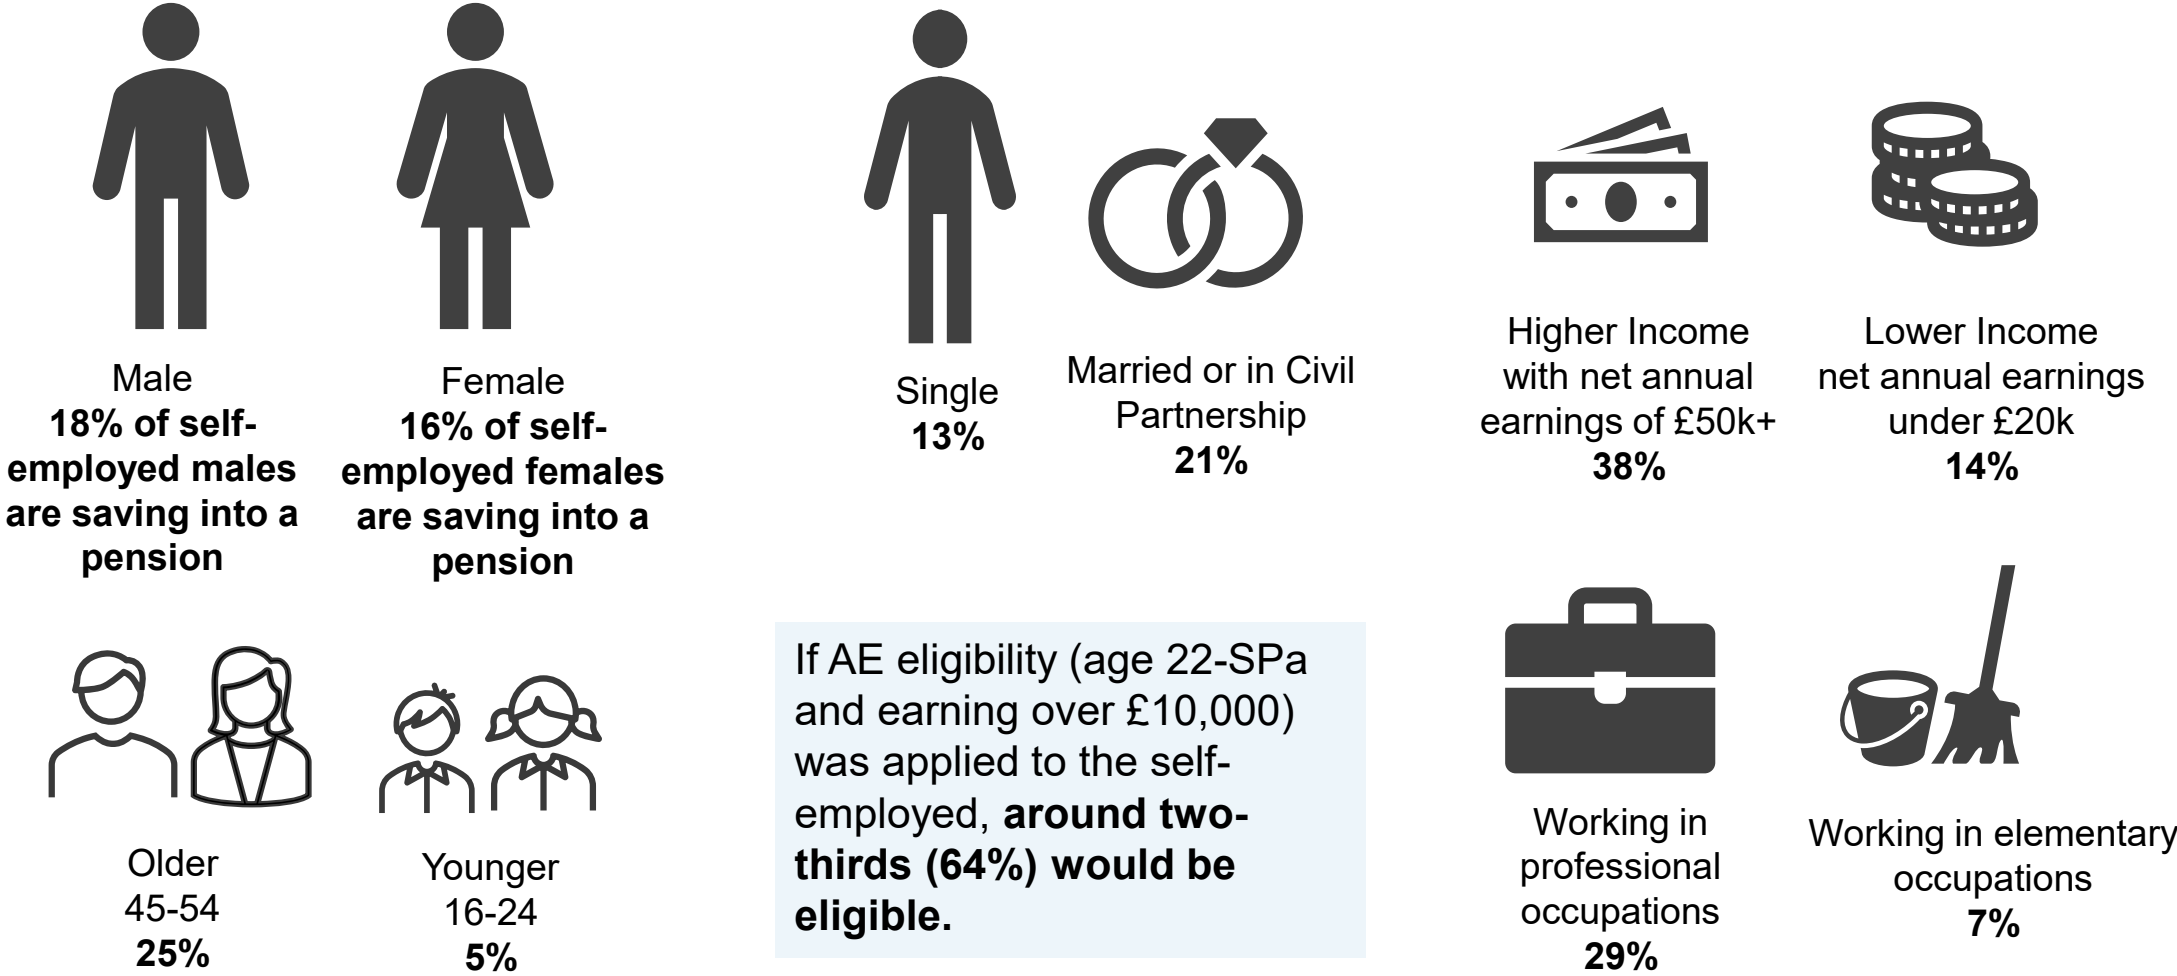 Male
18% of self-
employed males
are saving into a
pension
Female
16% of self-
employed females
are saving into a
pension
Single
13%
Married or in Civil
Partnership
21%
Higher Income
with net annual
earnings of £50k+
38%
Lower Income
net annual earnings
under £20k
14%
Older
45-54
25%
Younger
16-24
5%
If AE eligibility (age 22-SPa
and earning over £10,000)
was applied to the self-
employed, around two-
thirds (64%) would be
eligible.
Working in
professional
occupations
29%
Working in elementary
occupations
7%